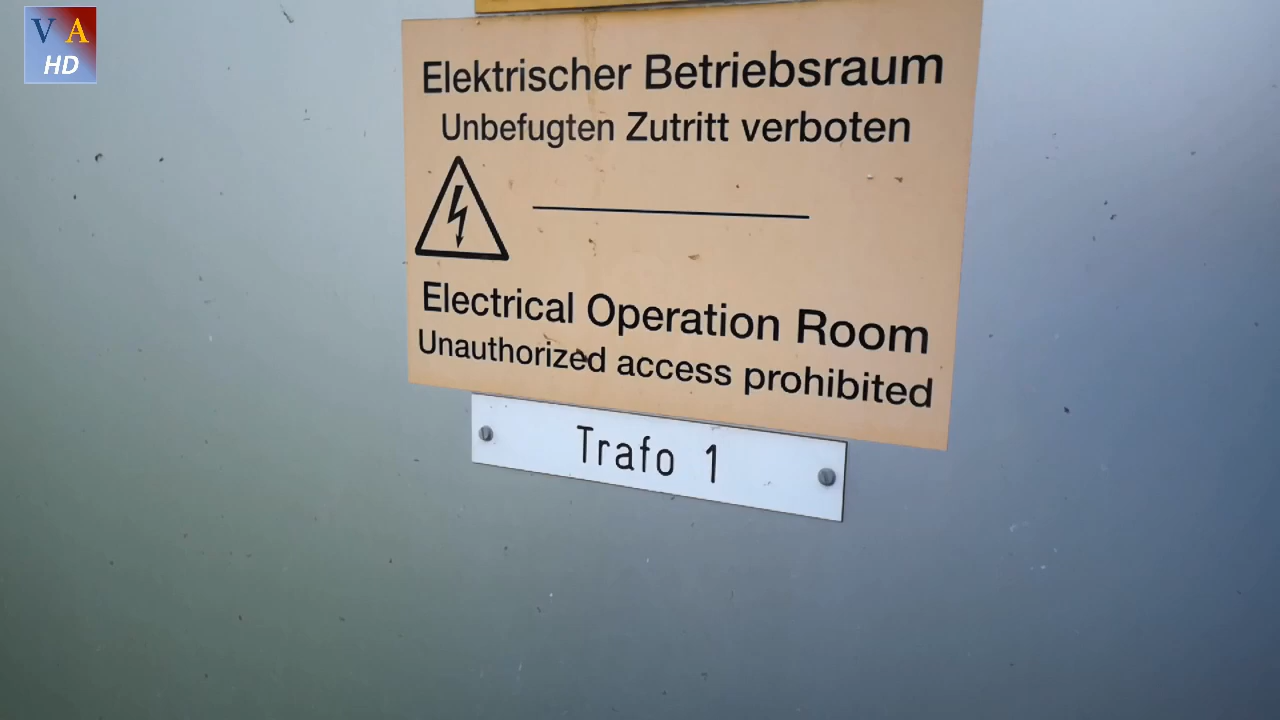 VA
HD
Elektrischer Betriebsraum
Unbefugten Zutritt verboten
Electrical Operation Room
Unauthorized access prohibited
Trafo 1